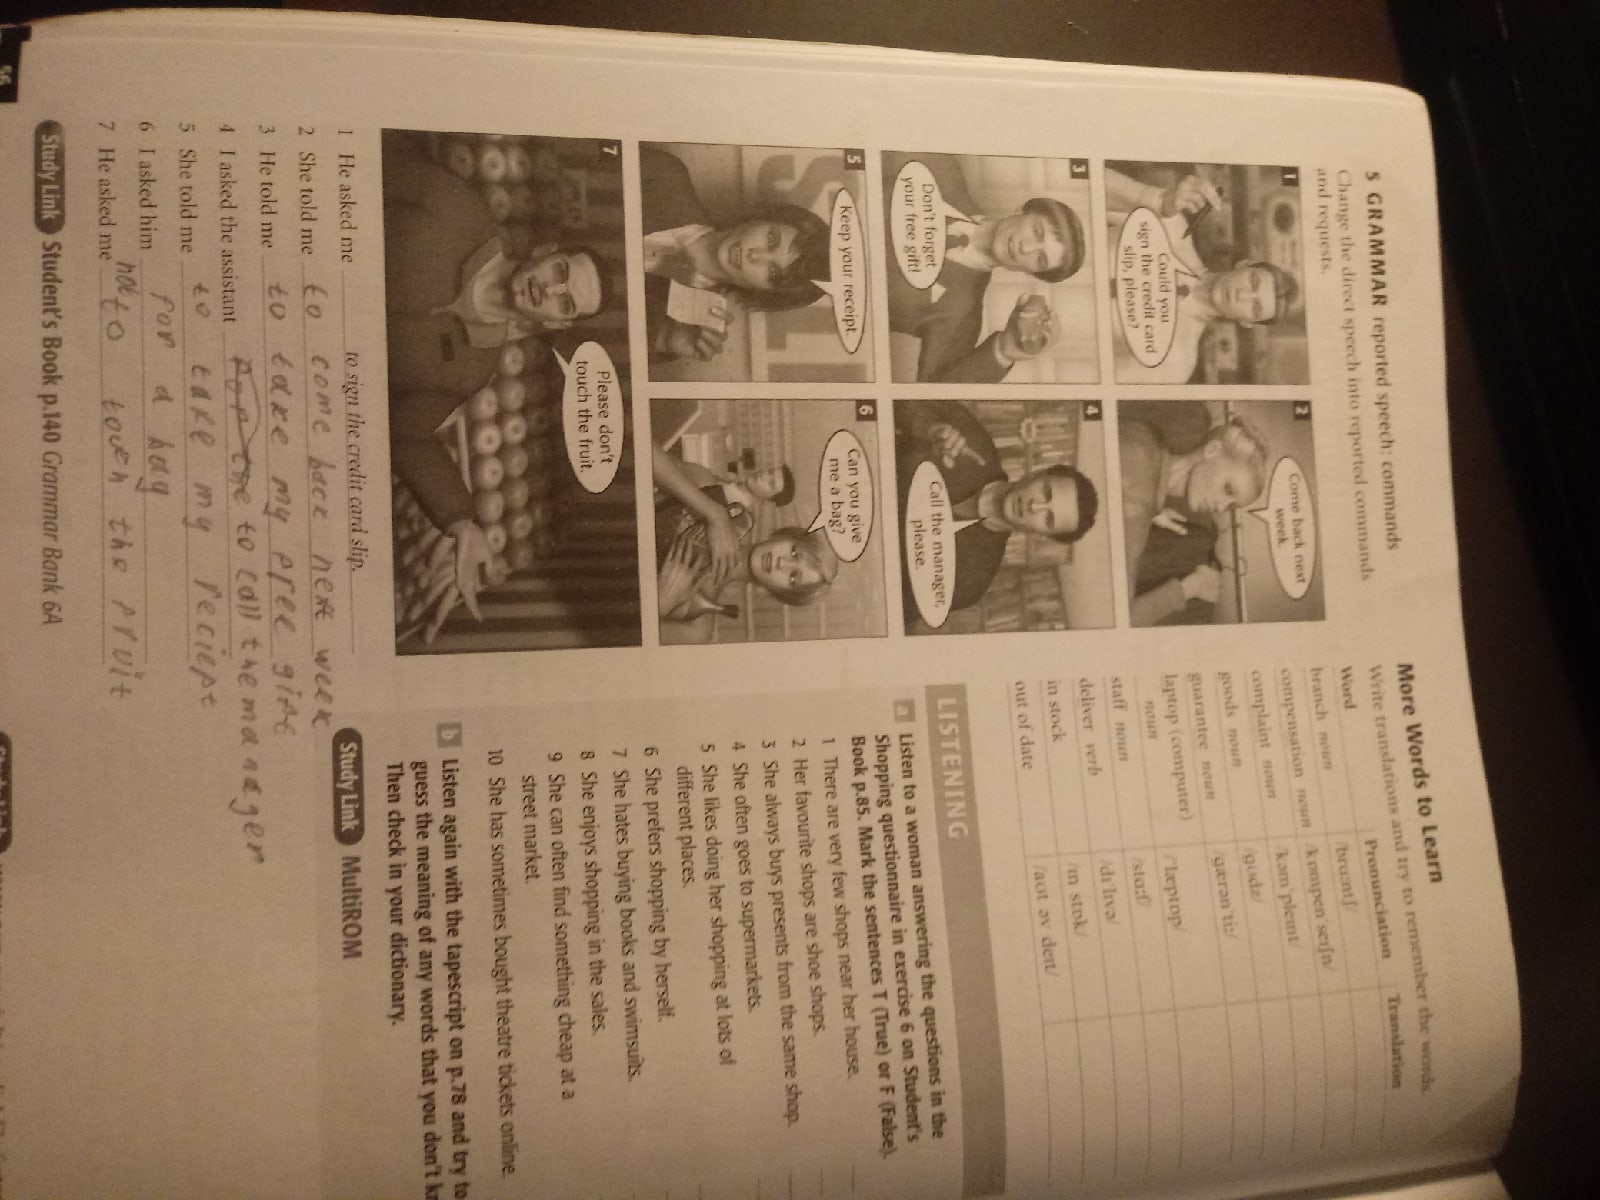 5 GRAMMAR reported speech: commands
Change the direct speech into reported commands
and requests.
1
Could you
sign the credit card
slip, please?
2
Come back next
week.
3
Don't forget
your free gift!
4
Call the manager,
please.
5
Keep your receipt.
6
Can you give
me a bag?
7
Please don't
touch the fruit.
1 He asked me to sign the credit card slip.
2 She told me to come back next week
3 He told me to take my free gift
4 I asked the assistant to call the manager
5 She told me to take my reciept
6 I asked him for a bag
7 He asked me not to touch the fruit
Study Link Student's Book p.140 Grammar Bank 6A
56
More Words to Learn
Write translations and try to remember the words.
Word Pronunciation Translation
branch noun /brɑːntʃ/
compensation noun /kɒmpenˈseɪʃn/
complaint noun /kəmˈpleɪnt/
goods noun /gʊdz/
guarantee noun /gærənˈtiː/
laptop (computer) /ˈlæptɒp/
noun
staff noun /stɑːf/
deliver verb /dɪˈlɪvə/
in stock /ɪn stɒk/
out of date /aʊt əv deɪt/
LISTENING
a Listen to a woman answering the questions in the
Shopping questionnaire in exercise 6 on Student's
Book p.85. Mark the sentences T (True) or F (False).
1 There are very few shops near her house.
2 Her favourite shops are shoe shops.
3 She always buys presents from the same shop.
4 She often goes to supermarkets.
5 She likes doing her shopping at lots of
different places.
6 She prefers shopping by herself.
7 She hates buying books and swimsuits.
8 She enjoys shopping in the sales.
9 She can often find something cheap at a
street market.
10 She has sometimes bought theatre tickets online.
b Listen again with the tapescript on p.78 and try to
guess the meaning of any words that you don't
Then check in your dictionary.
Study Link MultiROM